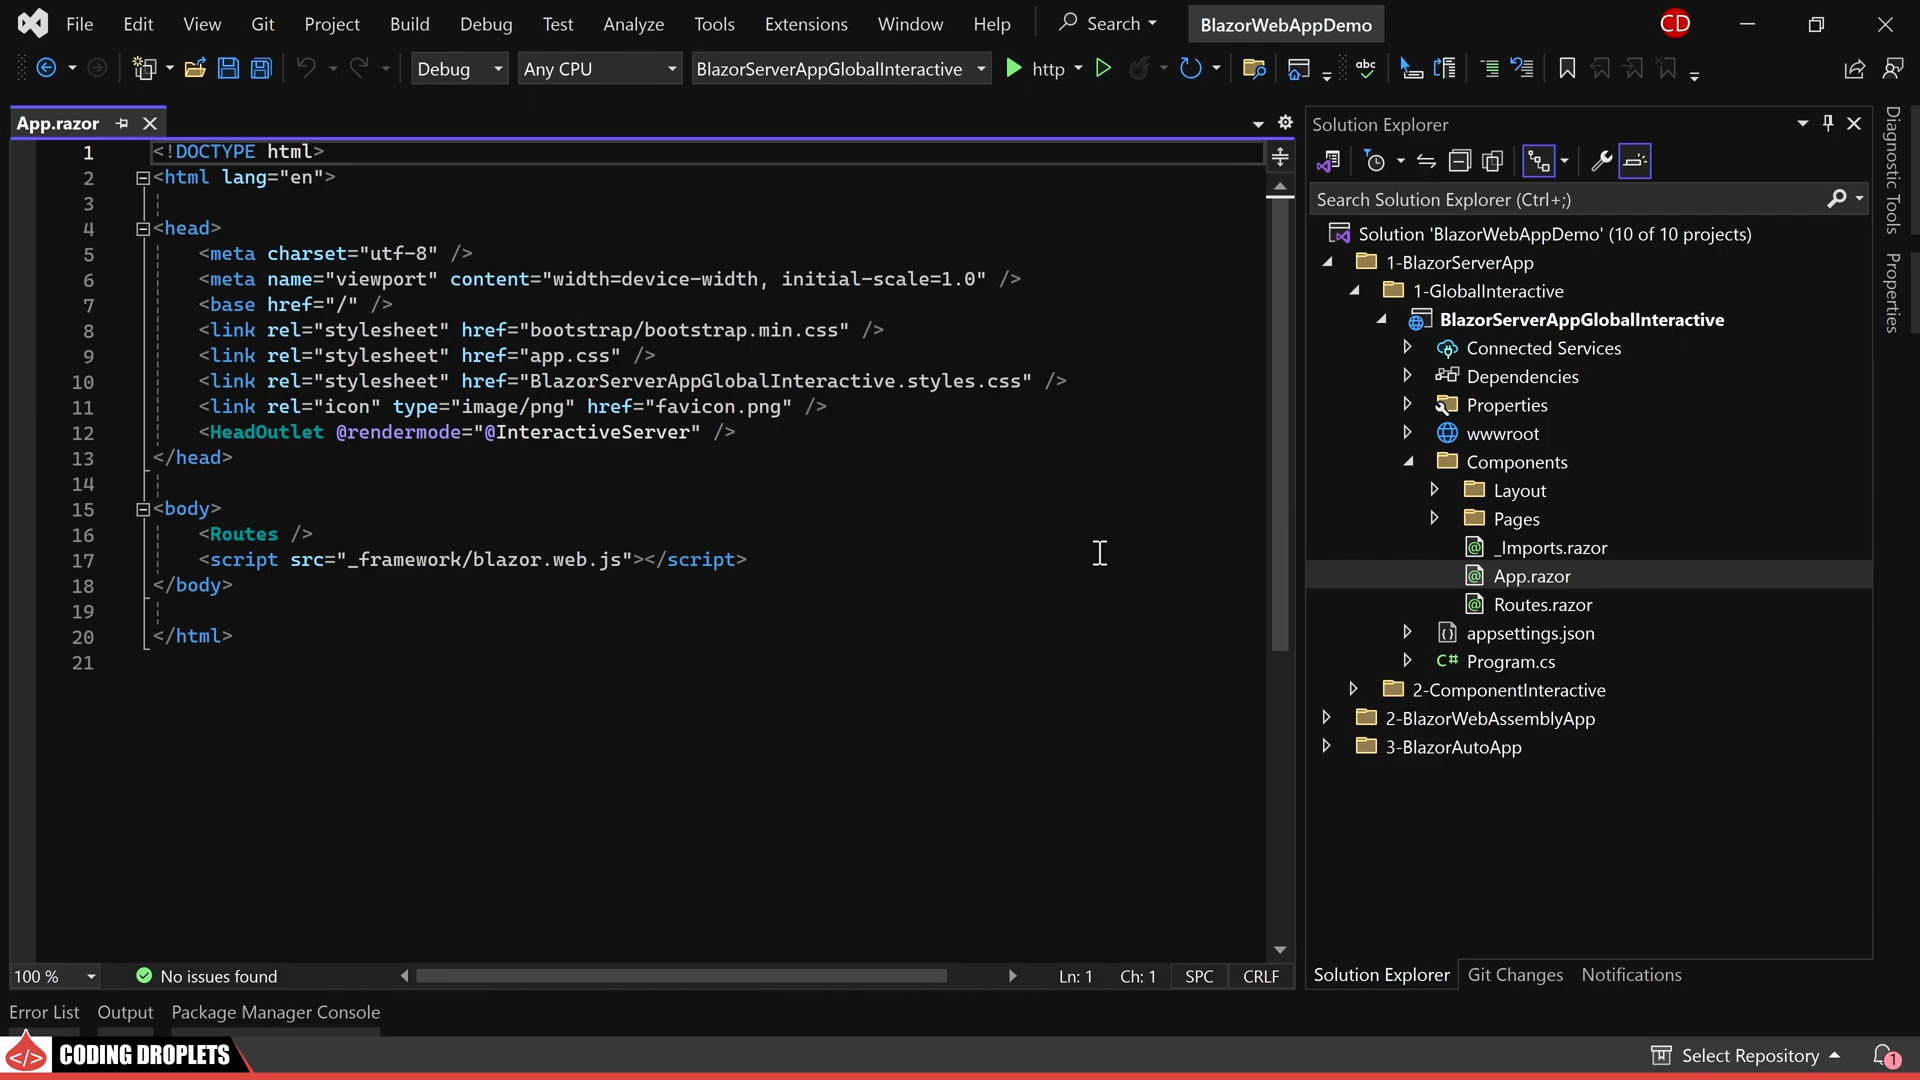 File Edit View Git Project Build Debug Test Analyze Tools Extensions Window Help Search BlazorWebAppDemo CD
Debug Any CPU BlazorServerAppGlobalInteractive http abc
App.razor
1 <!DOCTYPE html>
2 <html lang="en">
3
4 <head>
5 <meta charset="utf-8" />
6 <meta name="viewport" content="width=device-width, initial-scale=1.0" />
7 <base href="/" />
8 <link rel="stylesheet" href="bootstrap/bootstrap.min.css" />
9 <link rel="stylesheet" href="app.css" />
10 <link rel="stylesheet" href="BlazorServerAppGlobalInteractive.styles.css" />
11 <link rel="icon" type="image/png" href="favicon.png" />
12 <HeadOutlet @rendermode="@InteractiveServer" />
13 </head>
14
15 <body>
16 <Routes />
17 <script src="_framework/blazor.web.js"></script>
18 </body>
19
20 </html>
21
100 % No issues found Ln: 1 Ch: 1 SPC CRLF
Solution Explorer
Search Solution Explorer (Ctrl+;)
Solution 'BlazorWebAppDemo' (10 of 10 projects)
1-BlazorServerApp
1-GlobalInteractive
BlazorServerAppGlobalInteractive
Connected Services
Dependencies
Properties
wwwroot
Components
Layout
Pages
_Imports.razor
App.razor
Routes.razor
appsettings.json
C# Program.cs
2-ComponentInteractive
2-BlazorWebAssemblyApp
3-BlazorAutoApp
Solution Explorer Git Changes Notifications
Diagnostic Tools
Properties
Error List Output Package Manager Console
</> CODING DROPLETS
Select Repository 1